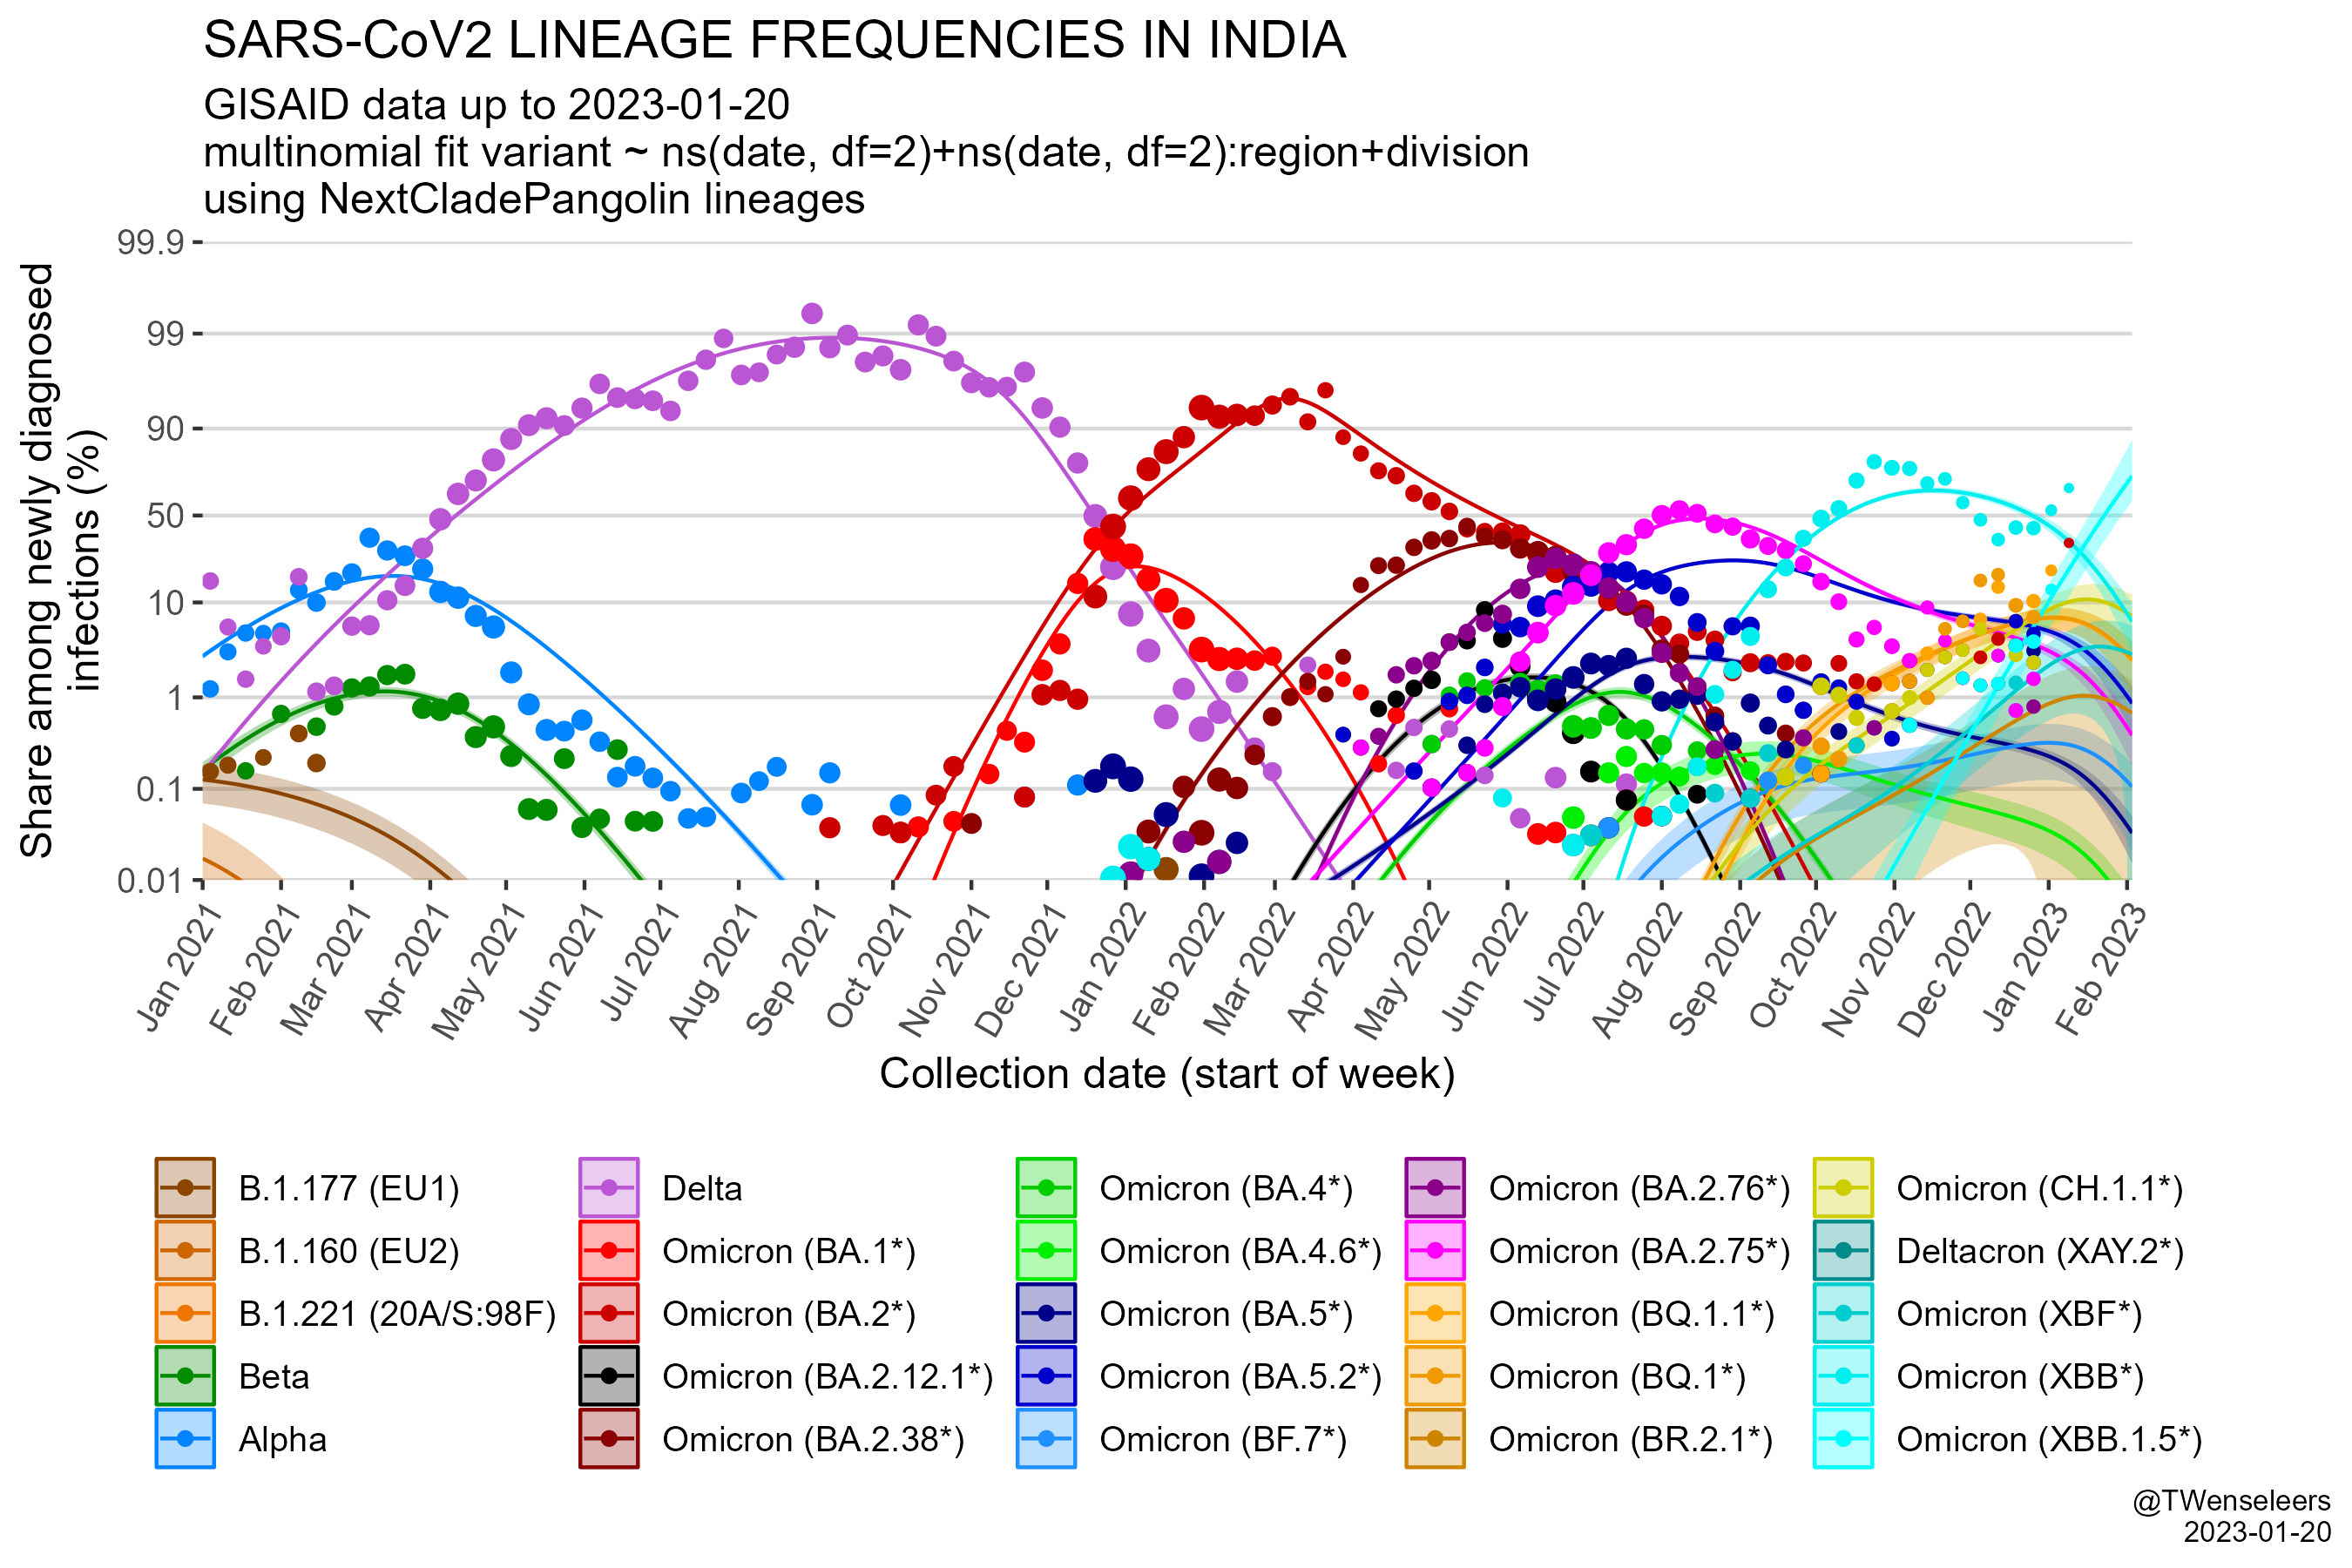 SARS-CoV2 LINEAGE FREQUENCIES IN INDIA
GISAID data up to 2023-01-20
multinomial fit variant ~ ns(date, df=2)+ns(date, df=2):region+division
using NextCladePangolin lineages
Share among newly diagnosed
infections (%)
99.9
99
90
50
10
1
0.1
0.01
Jan 2021
Feb 2021
Mar 2021
Apr 2021
May 2021
Jun 2021
Jul 2021
Aug 2021
Sep 2021
Oct 2021
Nov 2021
Dec 2021
Jan 2022
Feb 2022
Mar 2022
Apr 2022
May 2022
Jun 2022
Jul 2022
Aug 2022
Sep 2022
Oct 2022
Nov 2022
Dec 2022
Jan 2023
Feb 2023
Collection date (start of week)
B.1.177 (EU1)
B.1.160 (EU2)
B.1.221 (20A/S:98F)
Beta
Alpha
Delta
Omicron (BA.1*)
Omicron (BA.2*)
Omicron (BA.2.12.1*)
Omicron (BA.2.38*)
Omicron (BA.4*)
Omicron (BA.4.6*)
Omicron (BA.5*)
Omicron (BA.5.2*)
Omicron (BF.7*)
Omicron (BA.2.76*)
Omicron (BA.2.75*)
Omicron (BQ.1.1*)
Omicron (BQ.1*)
Omicron (BR.2.1*)
Omicron (CH.1.1*)
Deltacron (XAY.2*)
Omicron (XBF*)
Omicron (XBB*)
Omicron (XBB.1.5*)
@TWenseleers
2023-01-20